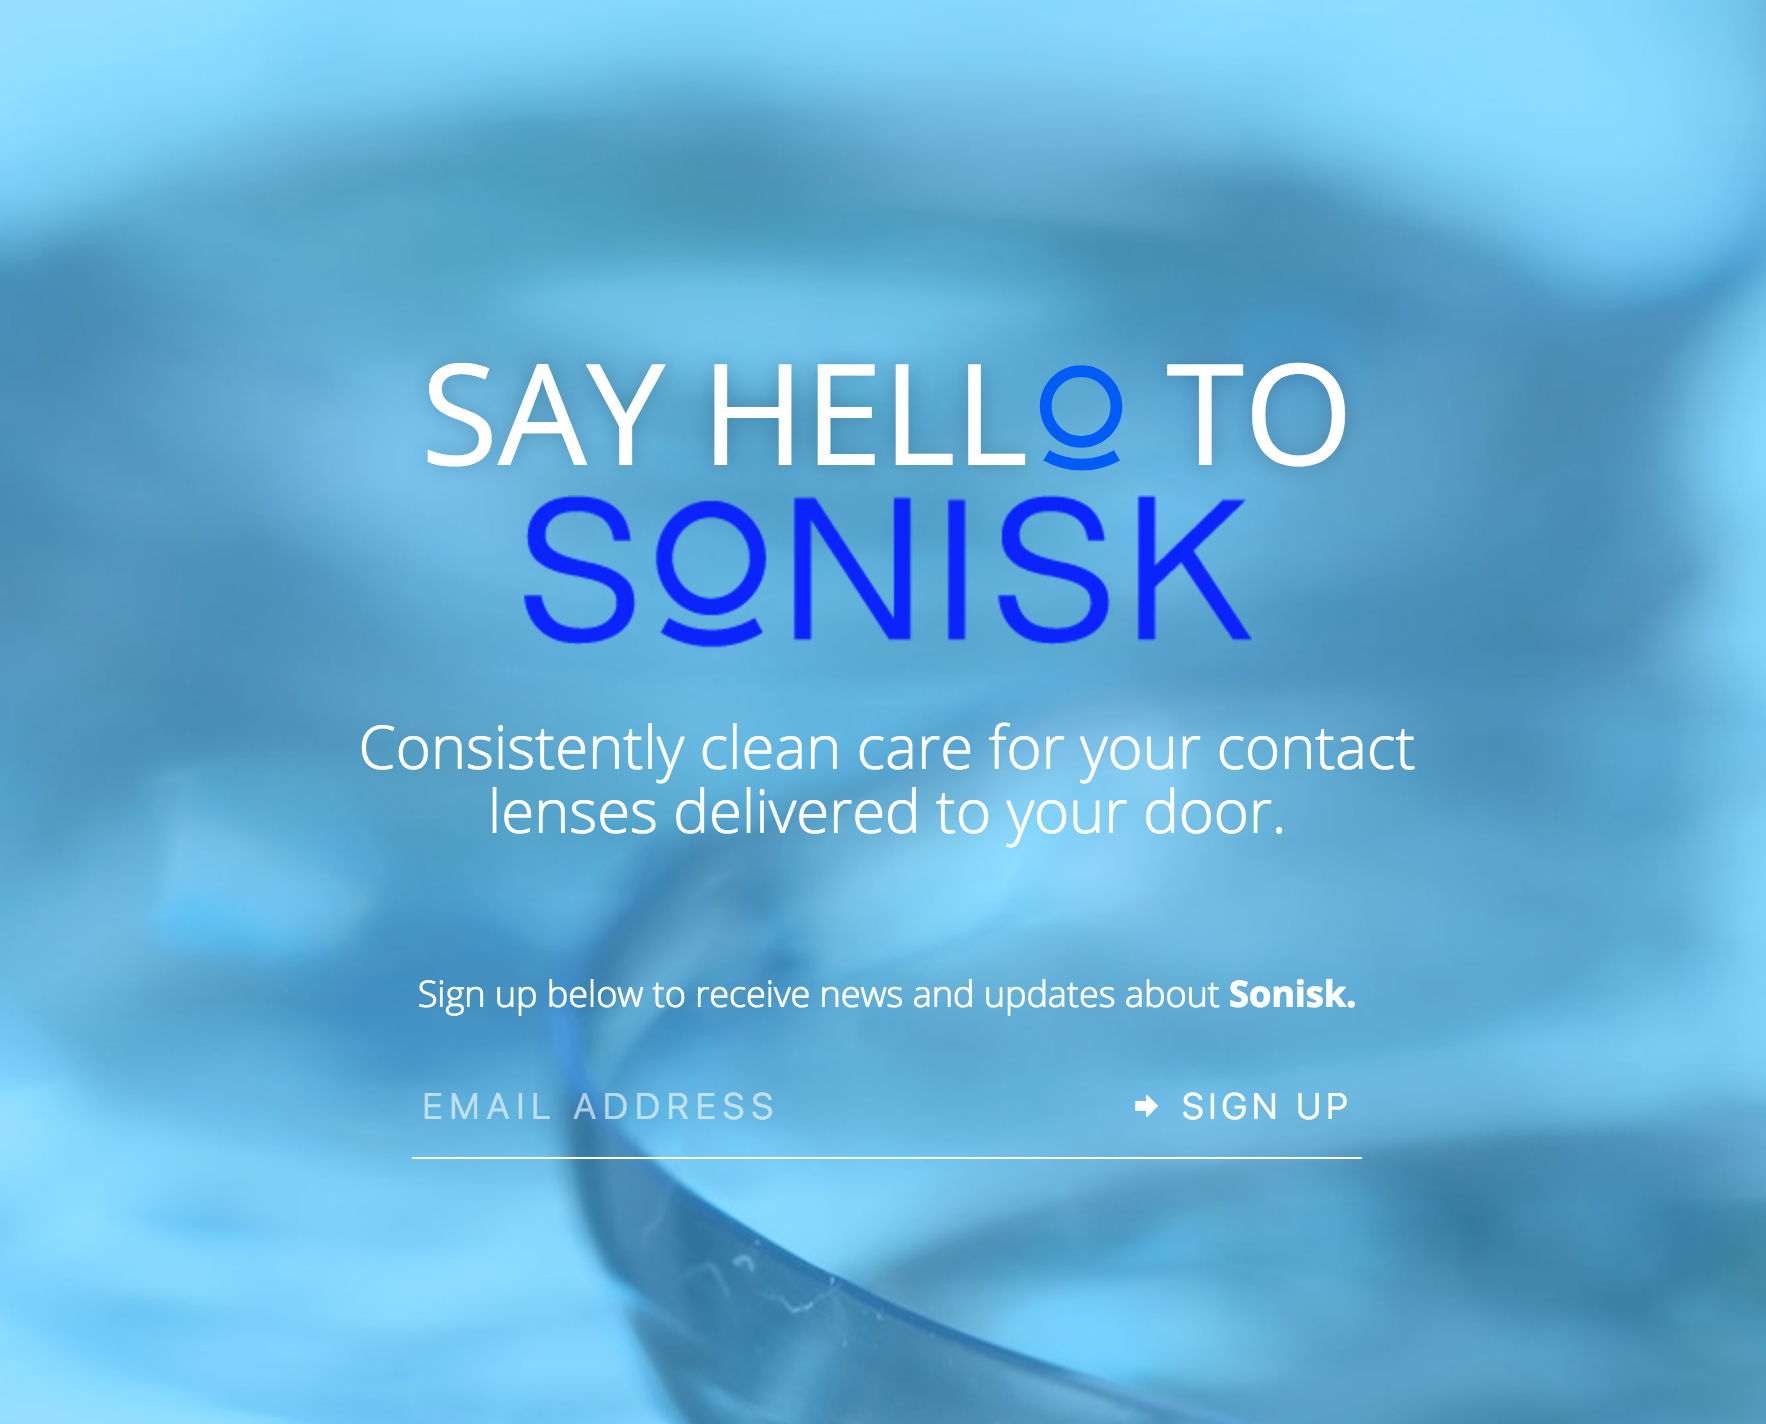 SAY HELLO TO
SONISK
Consistently clean care for your contact
lenses delivered to your door.
Sign up below to receive news and updates about Sonisk.
EMAIL ADDRESS SIGN UP